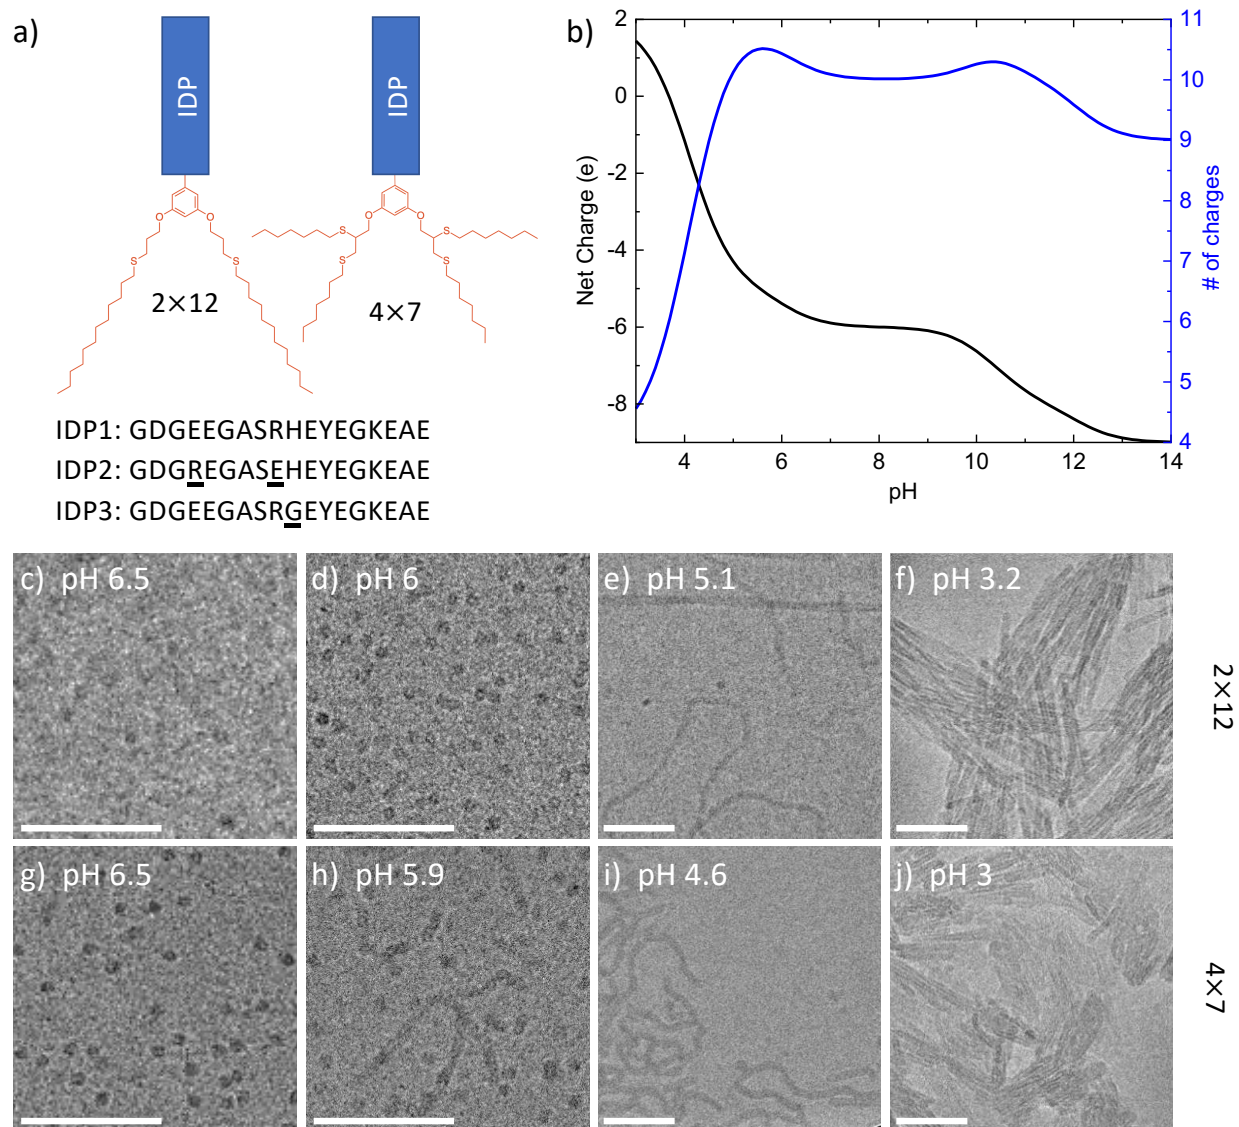 a)
IDP
IDP
O
O
S
S
2×12
O
O
S
S
S
S
4×7
IDP1: GDGEEGASRHEYEGKEAE
IDP2: GDGREGASEHEYEGKEAE
IDP3: GDGEEGASRGEYEGKEAE
b)
Net Charge (e)
2
0
-2
-4
-6
-8
4
6
8
10
12
14
pH
11
10
9
8
7
6
5
4
# of charges
c) pH 6.5
d) pH 6
e) pH 5.1
f) pH 3.2
2×12
g) pH 6.5
h) pH 5.9
i) pH 4.6
j) pH 3
4×7